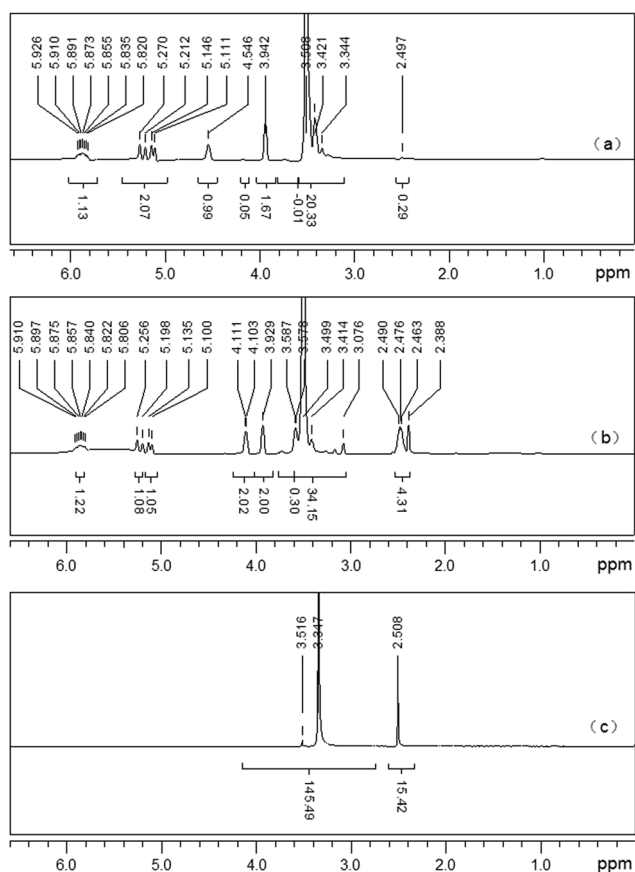 5.926 5.910 5.891 5.873 5.855 5.835 5.820 5.270 5.212 5.146 5.111 4.546 3.942 3.508 3.421 3.344 2.497
(a)
1.13 2.07 0.99 0.05 1.67 -0.01 20.33 0.29
6.0 5.0 4.0 3.0 2.0 1.0 ppm
5.910 5.897 5.875 5.857 5.840 5.822 5.806 5.256 5.198 5.135 5.100 4.111 4.103 3.929 3.587 3.578 3.499 3.414 3.076 2.490 2.476 2.463 2.388
(b)
1.22 1.08 1.05 2.02 2.00 0.30 34.15 4.31
6.0 5.0 4.0 3.0 2.0 1.0 ppm
3.516 3.347 2.508
(c)
145.49 15.42
6.0 5.0 4.0 3.0 2.0 1.0 ppm